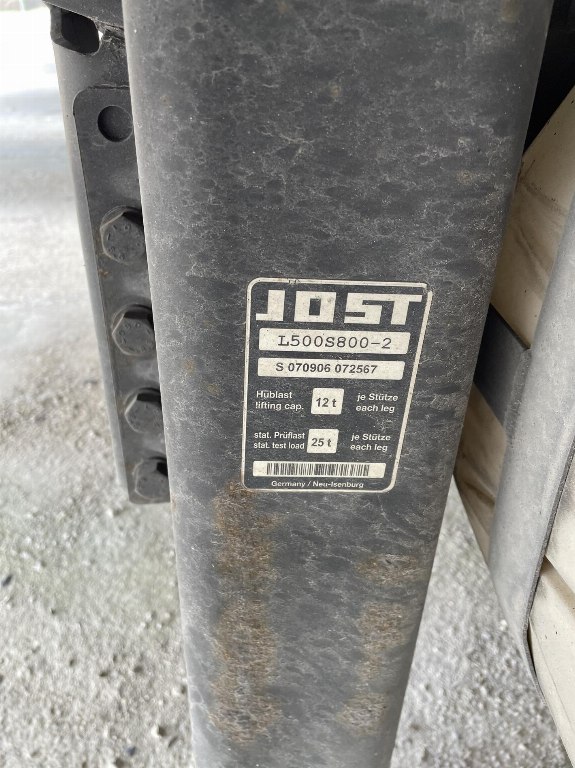 JOST
L500S800-2
S 070906 072567
Hüblast 12 t je Stütze
lifting cap. each leg
stat. Prüflast 25 t je Stütze
stat. test load each leg
Germany / Neu-Isenburg